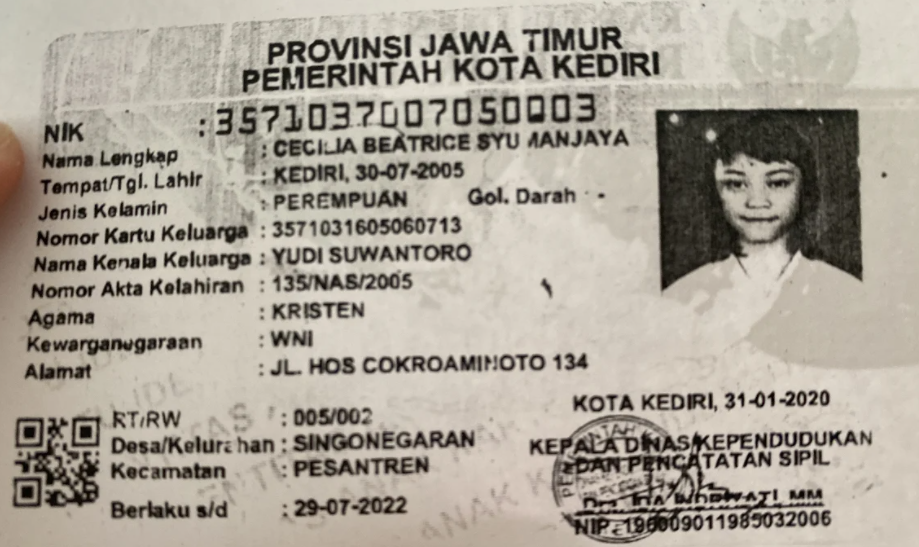 PROVINSI JAWA TIMUR
PEMERINTAH KOTA KEDIRI
NIK : 3571037007050003
Nama Lengkap : CECILIA BEATRICE SYU MANJAYA
Tempat/Tgl. Lahir : KEDIRI, 30-07-2005
Jenis Kelamin : PEREMPUAN Gol. Darah : -
Nomor Kartu Keluarga : 3571031605060713
Nama Kepala Keluarga : YUDI SUWANTORO
Nomor Akta Kelahiran : 135/NAS/2005
Agama : KRISTEN
Kewarganegaraan : WNI
Alamat : JL. HOS COKROAMINOTO 134
RT/RW : 005/002
Desa/Kelurahan : SINGONEGARAN
Kecamatan : PESANTREN
Berlaku s/d : 29-07-2022
KOTA KEDIRI, 31-01-2020
KEPALA DINAS KEPENDUDUKAN
DAN PENCATATAN SIPIL
MM
NIP. 196009011985032006